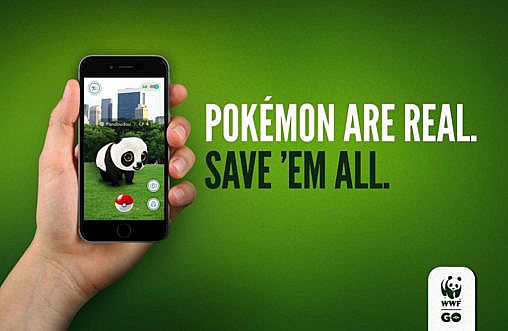 POKÉMON ARE REAL.
SAVE 'EM ALL.
WWF
GO